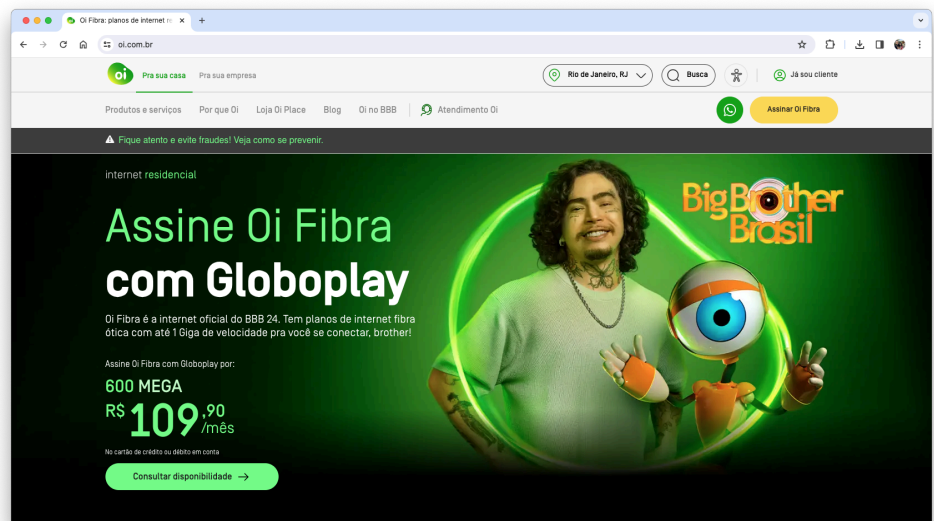 Oi Fibra: planos de internet re
oi.com.br
oi
Pra sua casa
Pra sua empresa
Rio de Janeiro, RJ
Busca
Já sou cliente
Produtos e serviços
Por que Oi
Loja Oi Place
Blog
Oi no BBB
Atendimento Oi
Assinar Oi Fibra
Fique atento e evite fraudes! Veja como se prevenir.
internet residencial
Assine Oi Fibra
com Globoplay
Big Brother
Brasil
Oi Fibra é a internet oficial do BBB 24. Tem planos de internet fibra
ótica com até 1 Giga de velocidade pra você se conectar, brother!
Assine Oi Fibra com Globoplay por:
600 MEGA
R$ 109,90
/mês
No cartão de crédito ou débito em conta
Consultar disponibilidade →